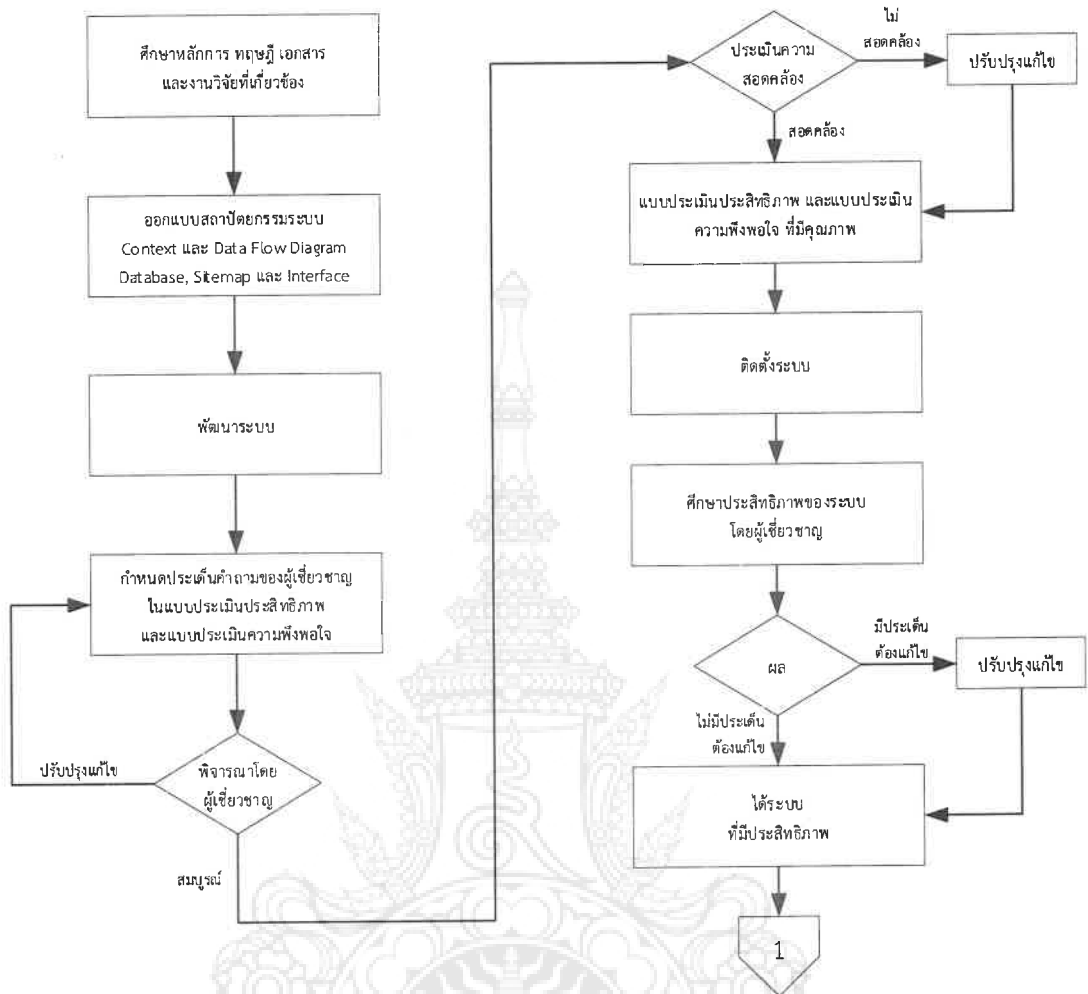 ศึกษาหลักการ ทฤษฎี เอกสาร
และงานวิจัยที่เกี่ยวข้อง
ออกแบบสถาปัตยกรรมระบบ
Context และ Data Flow Diagram
Database, Sitemap และ Interface
พัฒนาระบบ
กำหนดประเด็นคำถามของผู้เชี่ยวชาญ
ในแบบประเมินประสิทธิภาพ
และแบบประเมินความพึงพอใจ
ปรับปรุงแก้ไข
พิจารณาโดย
ผู้เชี่ยวชาญ
สมบูรณ์
ประเมินความ
สอดคล้อง
ไม่
สอดคล้อง
ปรับปรุงแก้ไข
สอดคล้อง
แบบประเมินประสิทธิภาพ และแบบประเมิน
ความพึงพอใจ ที่มีคุณภาพ
ติดตั้งระบบ
ศึกษาประสิทธิภาพของระบบ
โดยผู้เชี่ยวชาญ
ผล
มีประเด็น
ต้องแก้ไข
ปรับปรุงแก้ไข
ไม่มีประเด็น
ต้องแก้ไข
ได้ระบบ
ที่มีประสิทธิภาพ
1